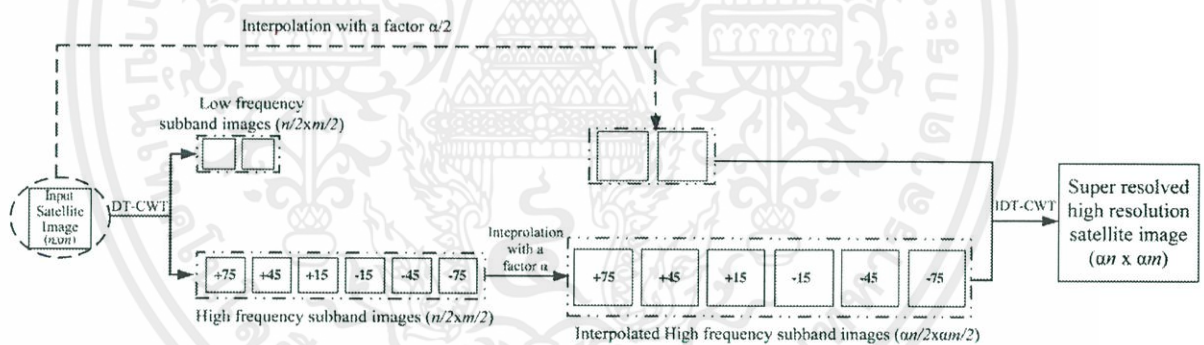 Interpolation with a factor α/2
Low frequency
subband images (n/2xm/2)
Input
Satellite
Image
DT-CWT
+75 +45 +15 -15 -45 -75
High frequency subband images (n/2xm/2)
Inteprolation
with a
factor α
+75 +45 +15 -15 -45 -75
Interpolated High frequency subband images (αn/2xαm/2)
IDT-CWT
Super resolved
high resolution
satellite image
(αn x αm)